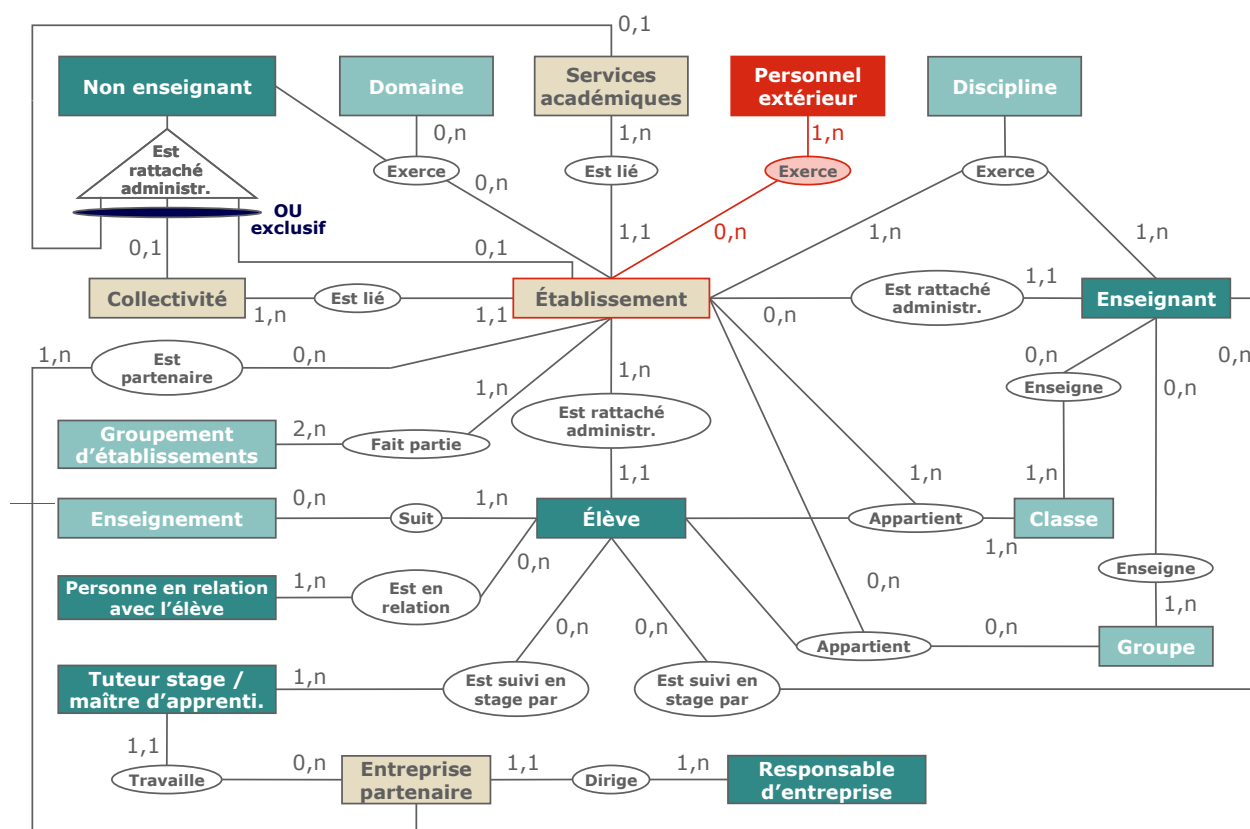 0,1
Non enseignant
Domaine
Services
académiques
Personnel
extérieur
Discipline
0,n
1,n
1,n
Est
rattaché
administr.
Exerce
Est lié
Exerce
Exerce
0,n
OU
exclusif
0,1
0,1
1,1
0,n
1,n
1,n
Collectivité
Est lié
Établissement
Est rattaché
administr.
1,1
Enseignant
1,n
1,1
0,n
1,n
Est
partenaire
0,n
1,n
1,n
0,n
Enseigne
0,n
0,n
Groupement
d'établissements
2,n
Fait partie
Est rattaché
administr.
1,1
1,n
1,n
Enseignement
0,n
Suit
1,n
Élève
Appartient
Classe
1,n
Personne en relation
avec l'élève
1,n
Est en
relation
0,n
0,n
Enseigne
1,n
0,n
0,n
Appartient
0,n
Groupe
Tuteur stage /
maître d'apprenti.
1,n
Est suivi en
stage par
Est suivi en
stage par
1,1
Travaille
0,n
Entreprise
partenaire
1,1
Dirige
1,n
Responsable
d'entreprise